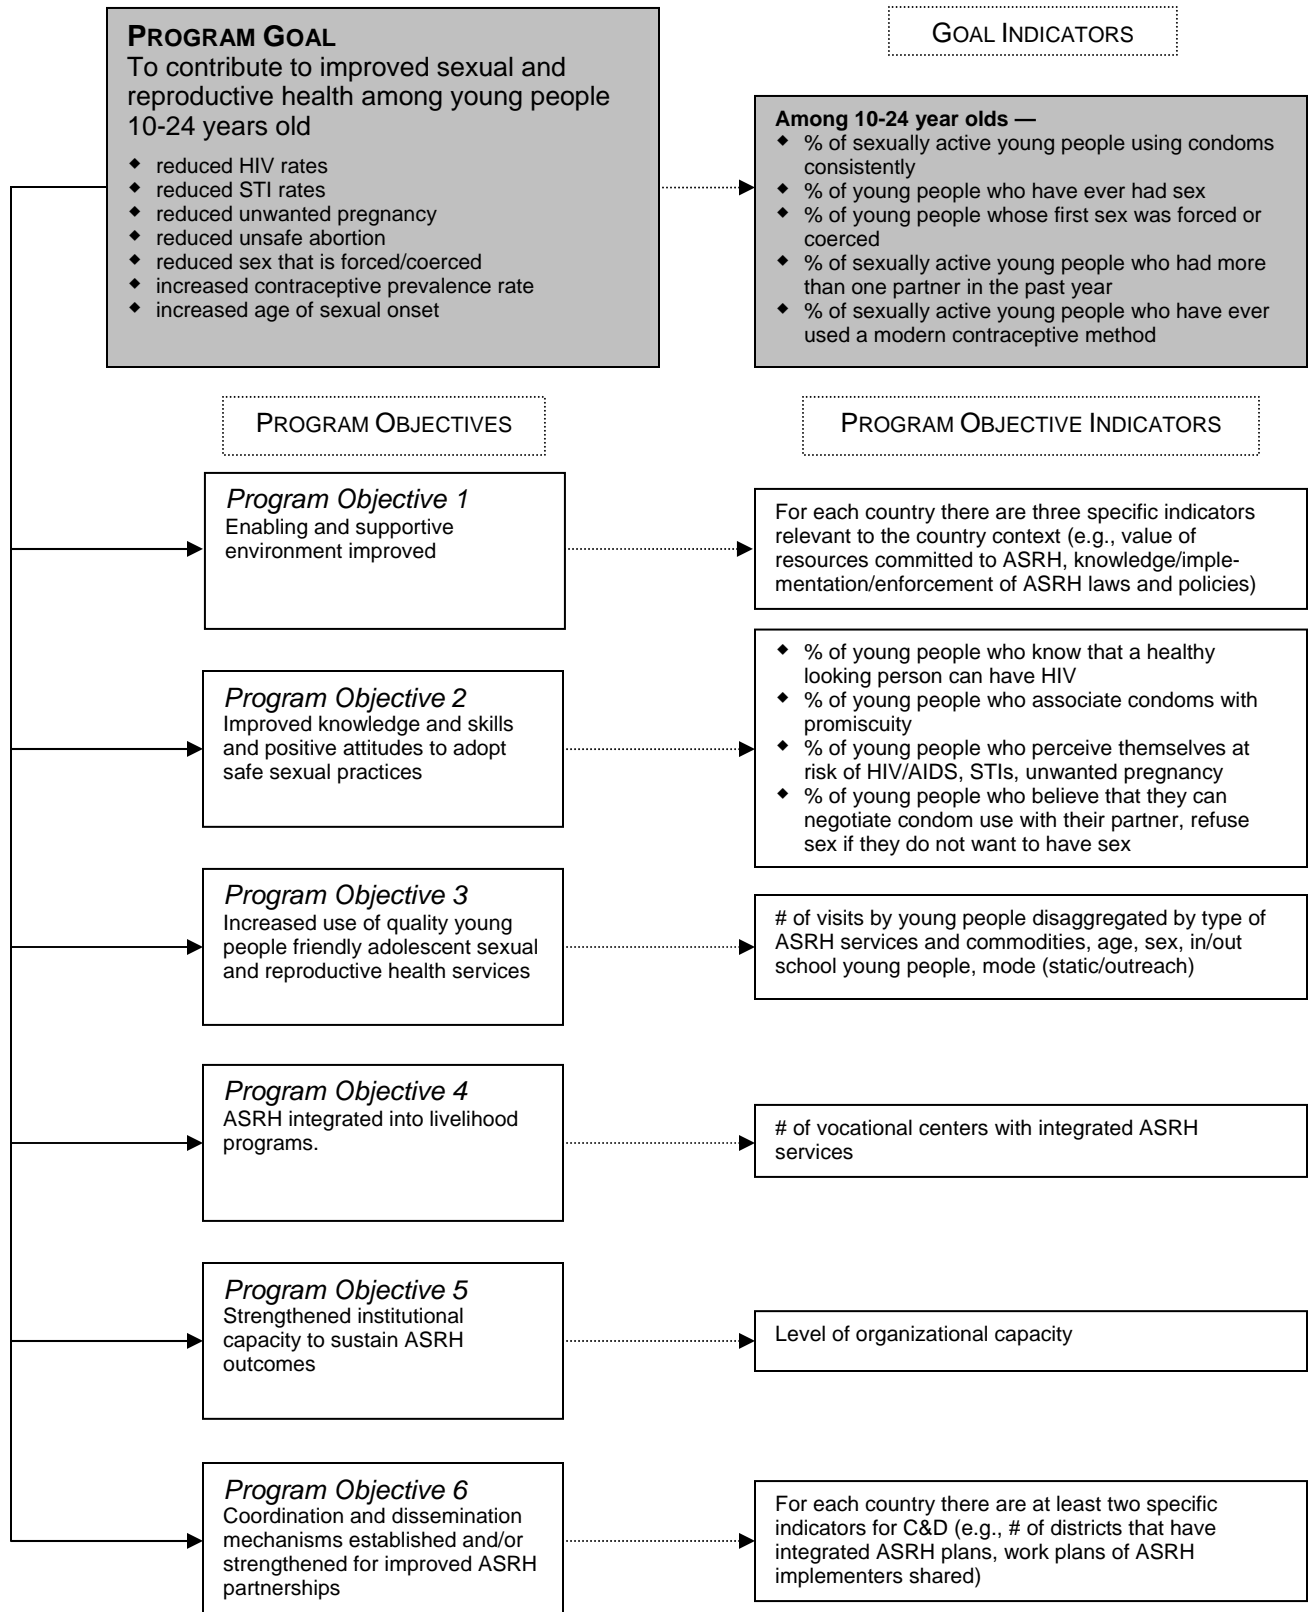 PROGRAM GOAL
To contribute to improved sexual and
reproductive health among young people
10-24 years old
◆ reduced HIV rates
◆ reduced STI rates
◆ reduced unwanted pregnancy
◆ reduced unsafe abortion
◆ reduced sex that is forced/coerced
◆ increased contraceptive prevalence rate
◆ increased age of sexual onset
GOAL INDICATORS
Among 10-24 year olds —
◆ % of sexually active young people using condoms
consistently
◆ % of young people who have ever had sex
◆ % of young people whose first sex was forced or
coerced
◆ % of sexually active young people who had more
than one partner in the past year
◆ % of sexually active young people who have ever
used a modern contraceptive method
PROGRAM OBJECTIVES
PROGRAM OBJECTIVE INDICATORS
Program Objective 1
Enabling and supportive
environment improved
For each country there are three specific indicators
relevant to the country context (e.g., value of
resources committed to ASRH, knowledge/imple-
mentation/enforcement of ASRH laws and policies)
Program Objective 2
Improved knowledge and skills
and positive attitudes to adopt
safe sexual practices
◆ % of young people who know that a healthy
looking person can have HIV
◆ % of young people who associate condoms with
promiscuity
◆ % of young people who perceive themselves at
risk of HIV/AIDS, STIs, unwanted pregnancy
◆ % of young people who believe that they can
negotiate condom use with their partner, refuse
sex if they do not want to have sex
Program Objective 3
Increased use of quality young
people friendly adolescent sexual
and reproductive health services
# of visits by young people disaggregated by type of
ASRH services and commodities, age, sex, in/out
school young people, mode (static/outreach)
Program Objective 4
ASRH integrated into livelihood
programs.
# of vocational centers with integrated ASRH
services
Program Objective 5
Strengthened institutional
capacity to sustain ASRH
outcomes
Level of organizational capacity
Program Objective 6
Coordination and dissemination
mechanisms established and/or
strengthened for improved ASRH
partnerships
For each country there are at least two specific
indicators for C&D (e.g., # of districts that have
integrated ASRH plans, work plans of ASRH
implementers shared)